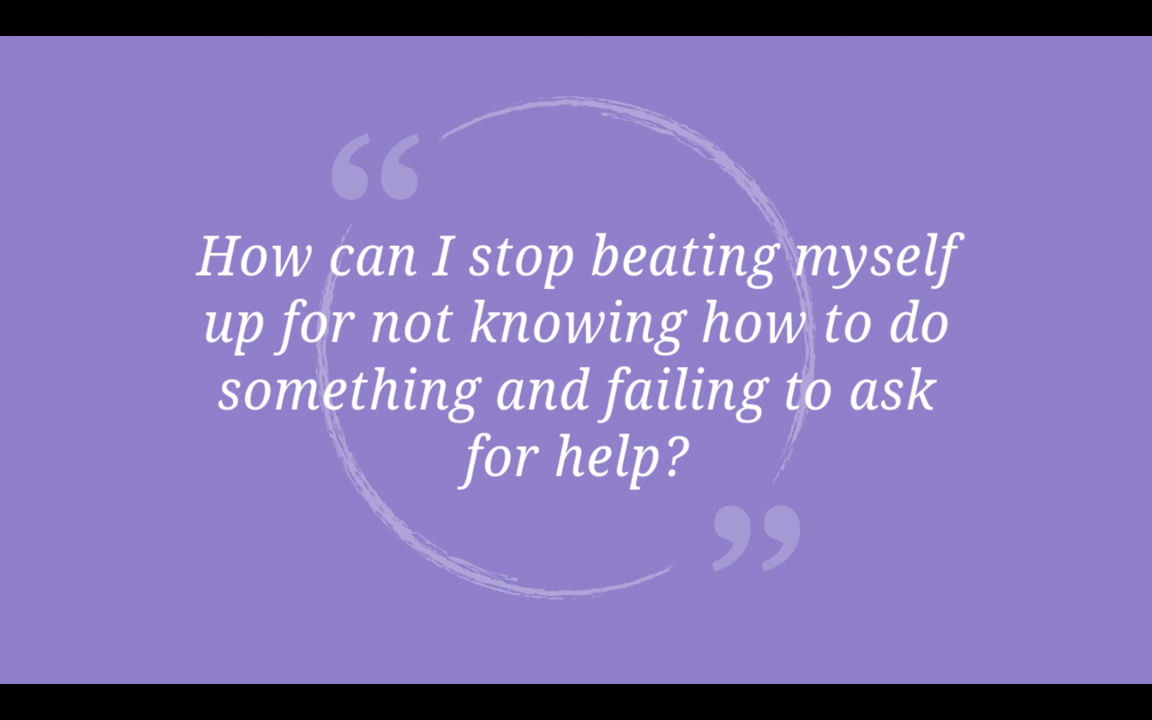 “
How can I stop beating myself
up for not knowing how to do
something and failing to ask
for help?
”